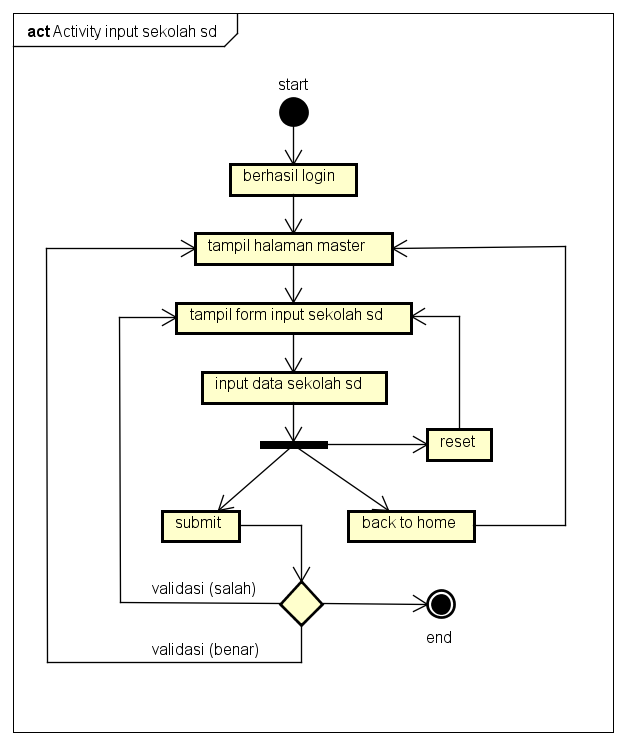 act Activity input sekolah sd
start
berhasil login
tampil halaman master
tampil form input sekolah sd
input data sekolah sd
reset
submit
back to home
validasi (salah)
end
validasi (benar)